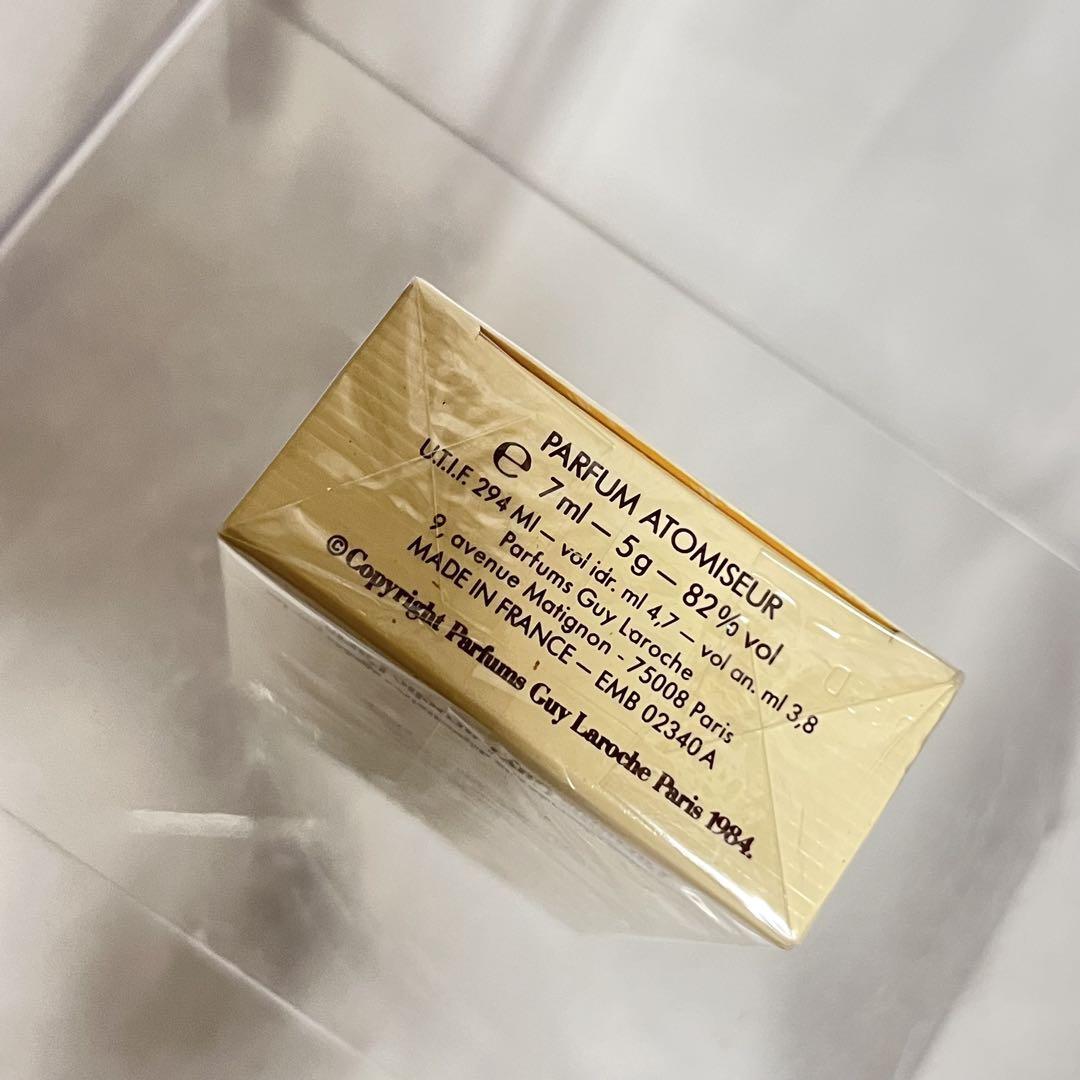 PARFUM ATOMISEUR
℮ 7 ml – 5 g – 82% vol
U.T.I.F. 294 Ml – vol idr. ml 4,7 – vol an. ml 3,8
Parfums Guy Laroche
9, avenue Matignon - 75008 Paris
MADE IN FRANCE – EMB 02340 A
©Copyright Parfums Guy Laroche Paris 1984.